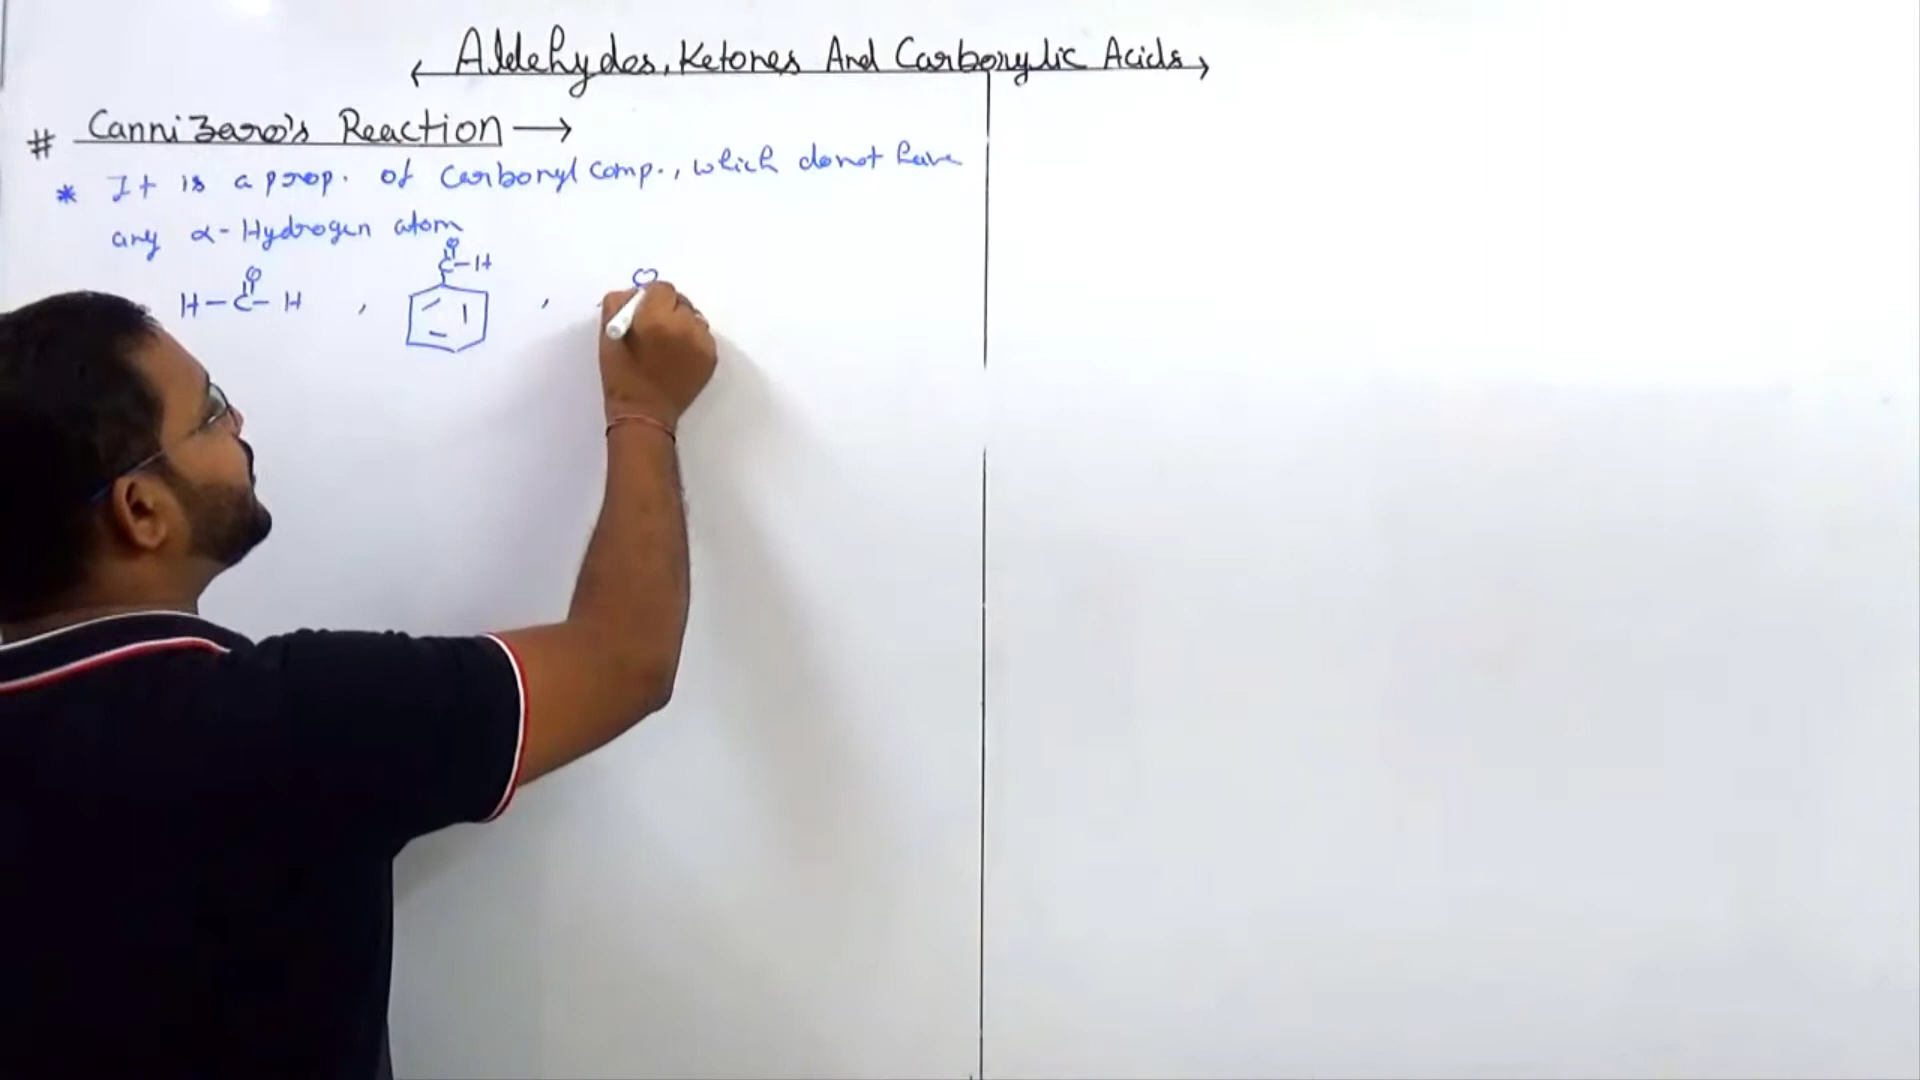 Aldehydes, Ketones And Carboxylic Acids
# Cannizaro's Reaction →
* It is a prop. of Carbonyl Comp., which donot have
any α-Hydrogen atom
O O
C-H
H-C-H , , O